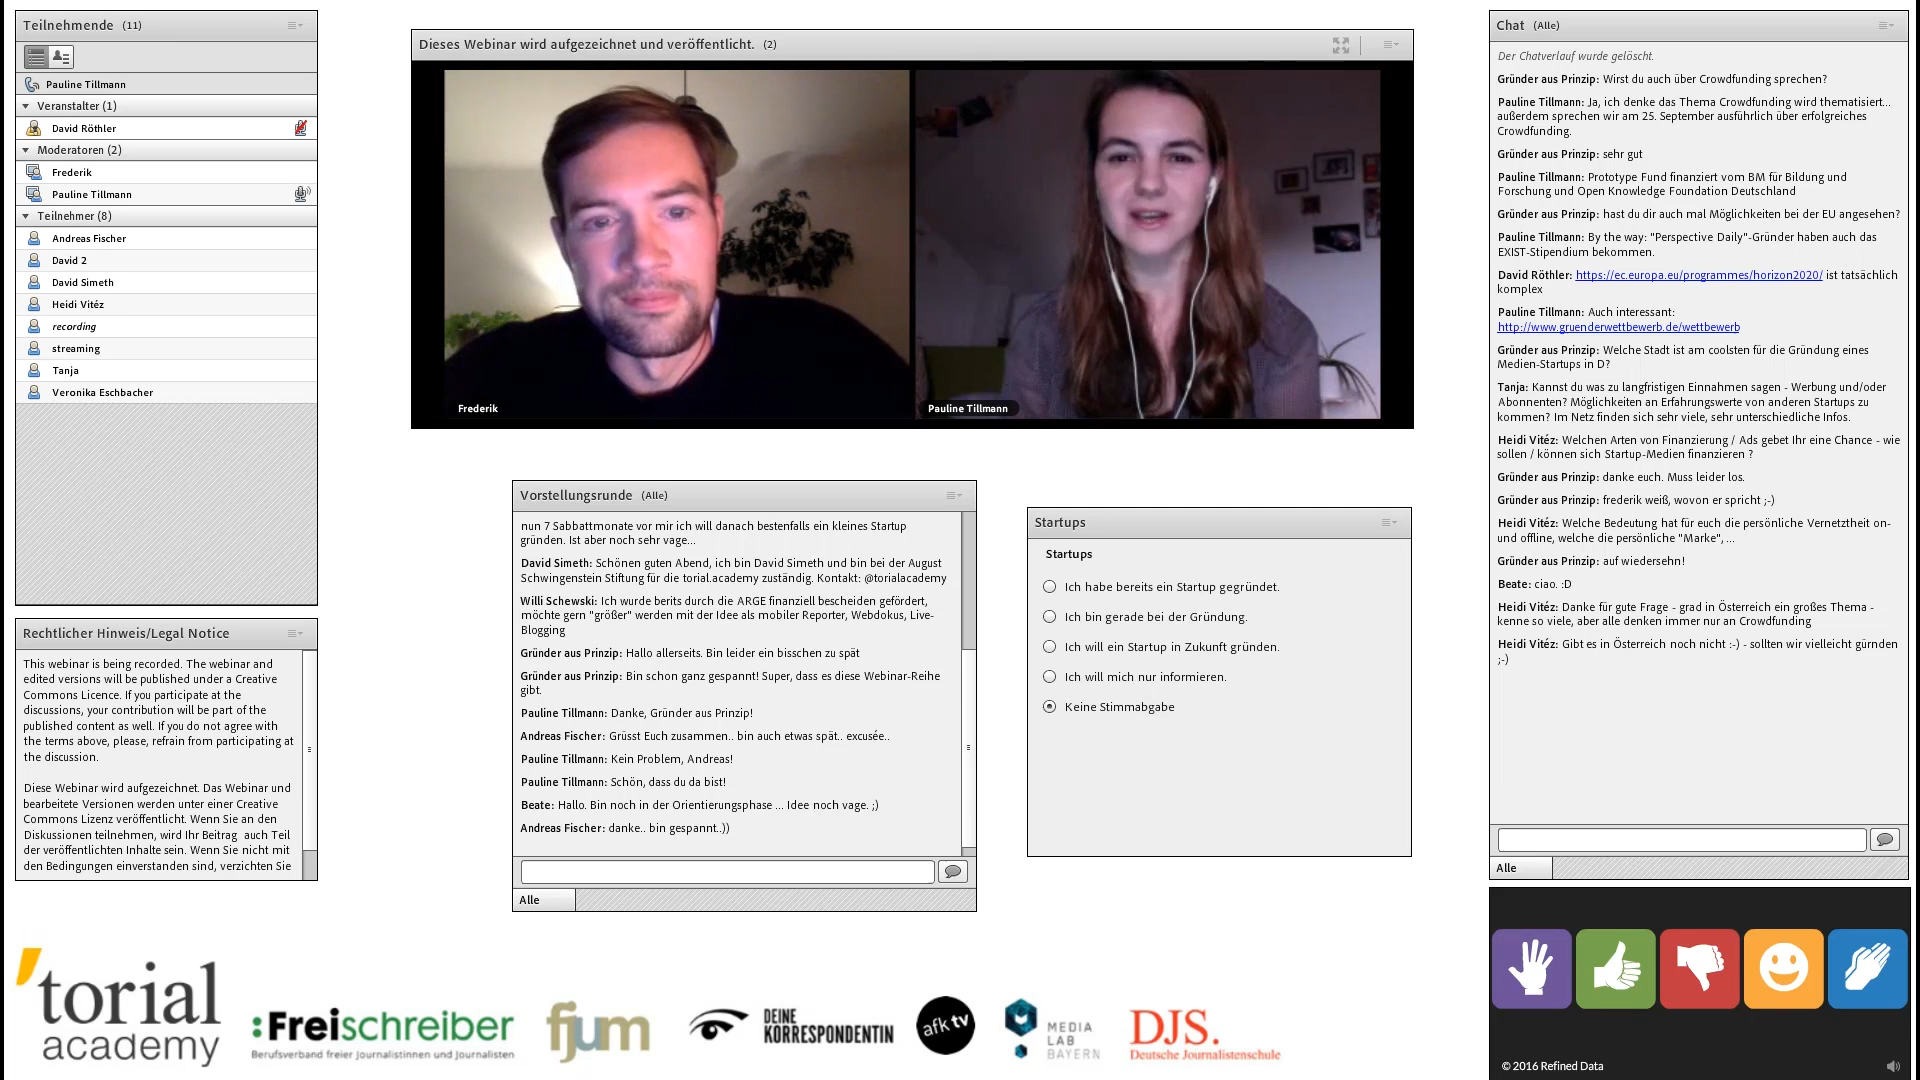 Teilnehmende (11)
Pauline Tillmann
Veranstalter (1)
David Röthler
Moderatoren (2)
Frederik
Pauline Tillmann
Teilnehmer (8)
Andreas Fischer
David 2
David Simeth
Heidi Vitéz
recording
streaming
Tanja
Veronika Eschbacher
Rechtlicher Hinweis/Legal Notice
This webinar is being recorded. The webinar and
edited versions will be published under a Creative
Commons Licence. If you participate at the
discussions, your contribution will be part of the
published content as well. If you do not agree with
the terms above, please, refrain from participating at
the discussion.
Diese Webinar wird aufgezeichnet. Das Webinar und
bearbeitete Versionen werden unter einer Creative
Commons Lizenz veröffentlicht. Wenn Sie an den
Diskussionen teilnehmen, wird Ihr Beitrag auch Teil
der veröffentlichten Inhalte sein. Wenn Sie nicht mit
den Bedingungen einverstanden sind, verzichten Sie
Dieses Webinar wird aufgezeichnet und veröffentlicht. (2)
Frederik
Pauline Tillmann
Vorstellungsrunde (Alle)
nun 7 Sabbattmonate vor mir ich will danach bestenfalls ein kleines Startup
gründen. Ist aber noch sehr vage...
David Simeth: Schönen guten Abend, ich bin David Simeth und bin bei der August
Schwingenstein Stiftung für die torial.academy zuständig. Kontakt: @torialacademy
Willi Schewski: Ich wurde berits durch die ARGE finanziell bescheiden gefördert,
möchte gern "größer" werden mit der Idee als mobiler Reporter, Webdokus, Live-
Blogging
Gründer aus Prinzip: Hallo allerseits. Bin leider ein bisschen zu spät
Gründer aus Prinzip: Bin schon ganz gespannt! Super, dass es diese Webinar-Reihe
gibt.
Pauline Tillmann: Danke, Gründer aus Prinzip!
Andreas Fischer: Grüsst Euch zusammen.. bin auch etwas spät.. excusée..
Pauline Tillmann: Kein Problem, Andreas!
Pauline Tillmann: Schön, dass du da bist!
Beate: Hallo. Bin noch in der Orientierungsphase ... Idee noch vage. ;)
Andreas Fischer: danke.. bin gespannt..))
Alle
Startups
Startups
Ich habe bereits ein Startup gegründet.
Ich bin gerade bei der Gründung.
Ich will ein Startup in Zukunft gründen.
Ich will mich nur informieren.
Keine Stimmabgabe
Chat (Alle)
Der Chatverlauf wurde gelöscht.
Gründer aus Prinzip: Wirst du auch über Crowdfunding sprechen?
Pauline Tillmann: Ja, ich denke das Thema Crowdfunding wird thematisiert...
außerdem sprechen wir am 25. September ausführlich über erfolgreiches
Crowdfunding.
Gründer aus Prinzip: sehr gut
Pauline Tillmann: Prototype Fund finanziert vom BM für Bildung und
Forschung und Open Knowledge Foundation Deutschland
Gründer aus Prinzip: hast du dir auch mal Möglichkeiten bei der EU angesehen?
Pauline Tillmann: By the way: "Perspective Daily"-Gründer haben auch das
EXIST-Stipendium bekommen.
David Röthler: https://ec.europa.eu/programmes/horizon2020/ ist tatsächlich
komplex
Pauline Tillmann: Auch interessant:
http://www.gruenderwettbewerb.de/wettbewerb
Gründer aus Prinzip: Welche Stadt ist am coolsten für die Gründung eines
Medien-Startups in D?
Tanja: Kannst du was zu langfristigen Einnahmen sagen - Werbung und/oder
Abonnenten? Möglichkeiten an Erfahrungswerte von anderen Startups zu
kommen? Im Netz finden sich sehr viele, sehr unterschiedliche Infos.
Heidi Vitéz: Welchen Arten von Finanzierung / Ads gebet Ihr eine Chance - wie
sollen / können sich Startup-Medien finanzieren ?
Gründer aus Prinzip: danke euch. Muss leider los.
Gründer aus Prinzip: frederik weiß, wovon er spricht ;-)
Heidi Vitéz: Welche Bedeutung hat für euch die persönliche Vernetztheit on-
und offline, welche die persönliche "Marke", ...
Gründer aus Prinzip: auf wiedersehn!
Beate: ciao. :D
Heidi Vitéz: Danke für gute Frage - grad in Österreich ein großes Thema -
kenne so viele, aber alle denken immer nur an Crowdfunding
Heidi Vitéz: Gibt es in Österreich noch nicht :-) - sollten wir vielleicht gürnden
;-)
Alle
© 2016 Refined Data
'torial
academy
:Freischreiber
Berufsverband freier Journalistinnen und Journalisten
fjum
DEINE
KORRESPONDENTIN
afk tv
MEDIA
LAB
BAYERN
DJS.
Deutsche Journalistenschule